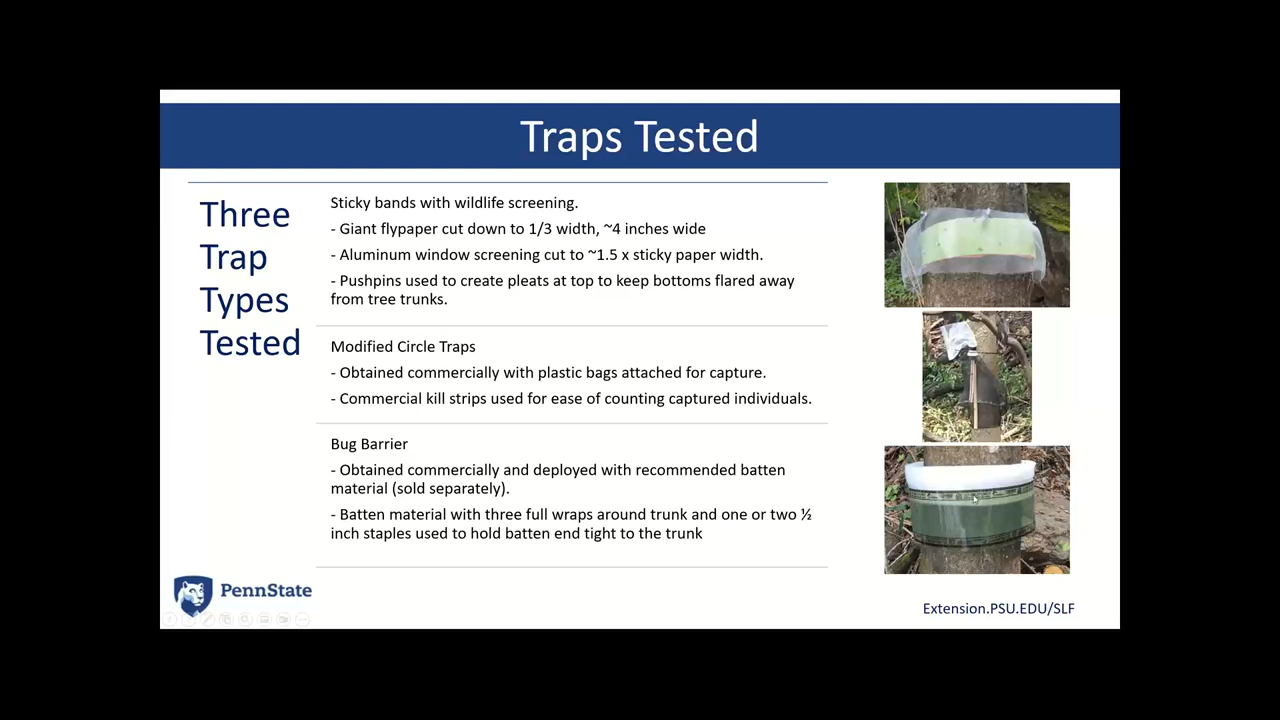 Traps Tested
Three
Trap
Types
Tested
Sticky bands with wildlife screening.
- Giant flypaper cut down to 1/3 width, ~4 inches wide
- Aluminum window screening cut to ~1.5 x sticky paper width.
- Pushpins used to create pleats at top to keep bottoms flared away
from tree trunks.
Modified Circle Traps
- Obtained commercially with plastic bags attached for capture.
- Commercial kill strips used for ease of counting captured individuals.
Bug Barrier
- Obtained commercially and deployed with recommended batten
material (sold separately).
- Batten material with three full wraps around trunk and one or two ½
inch staples used to hold batten end tight to the trunk
PennState
Extension.PSU.EDU/SLF